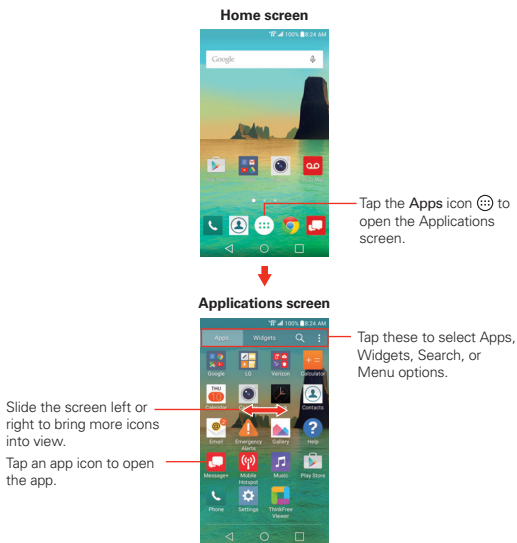 Home screen
100% 8:24 AM
Google
Tap the Apps icon to
open the Applications
screen.
Applications screen
100% 8:24 AM
Apps Widgets
Tap these to select Apps,
Widgets, Search, or
Menu options.
Google LG Verizon Calculator
THU
10
Calendar Contacts
Slide the screen left or
right to bring more icons
into view.
Email Emergency Alerts Gallery Help
Tap an app icon to open
the app.
Message+ Mobile Hotspot Music Play Store
Phone Settings ThinkFree Viewer